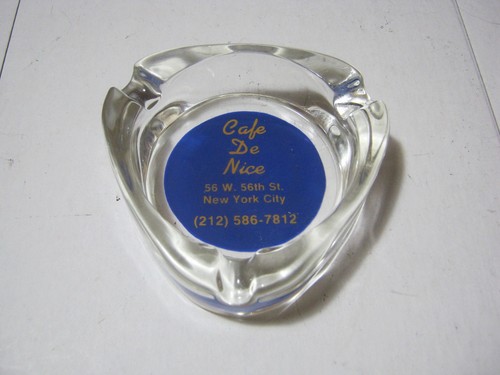 Cafe
De
Nice
56 W. 56th St.
New York City
(212) 586-7812